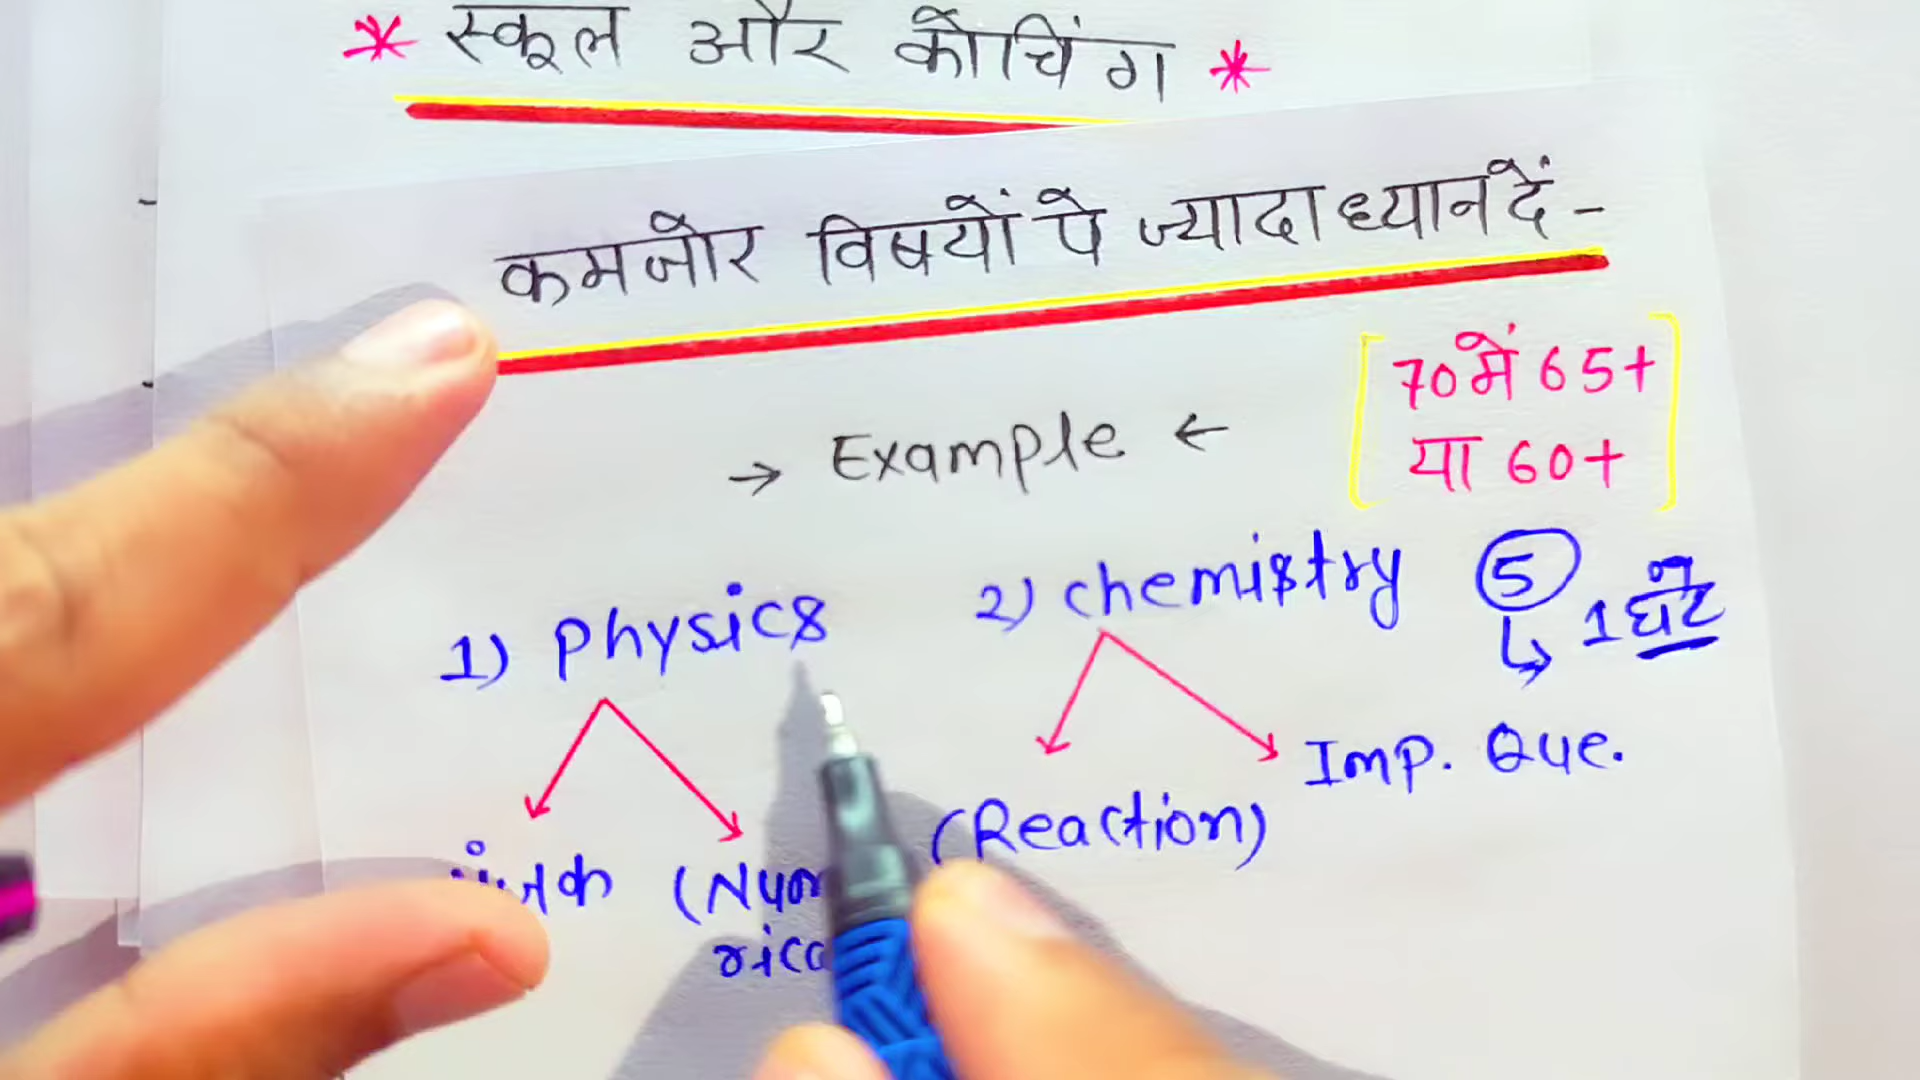 * स्कूल और कोचिंग *
कमजोर विषयों पे ज्यादा ध्यान दें -
70 में 65+
या 60+
→ Example ←
1) Physics
2) chemistry
5
↳ 1 घंटे
(Reaction)
Imp. Que.